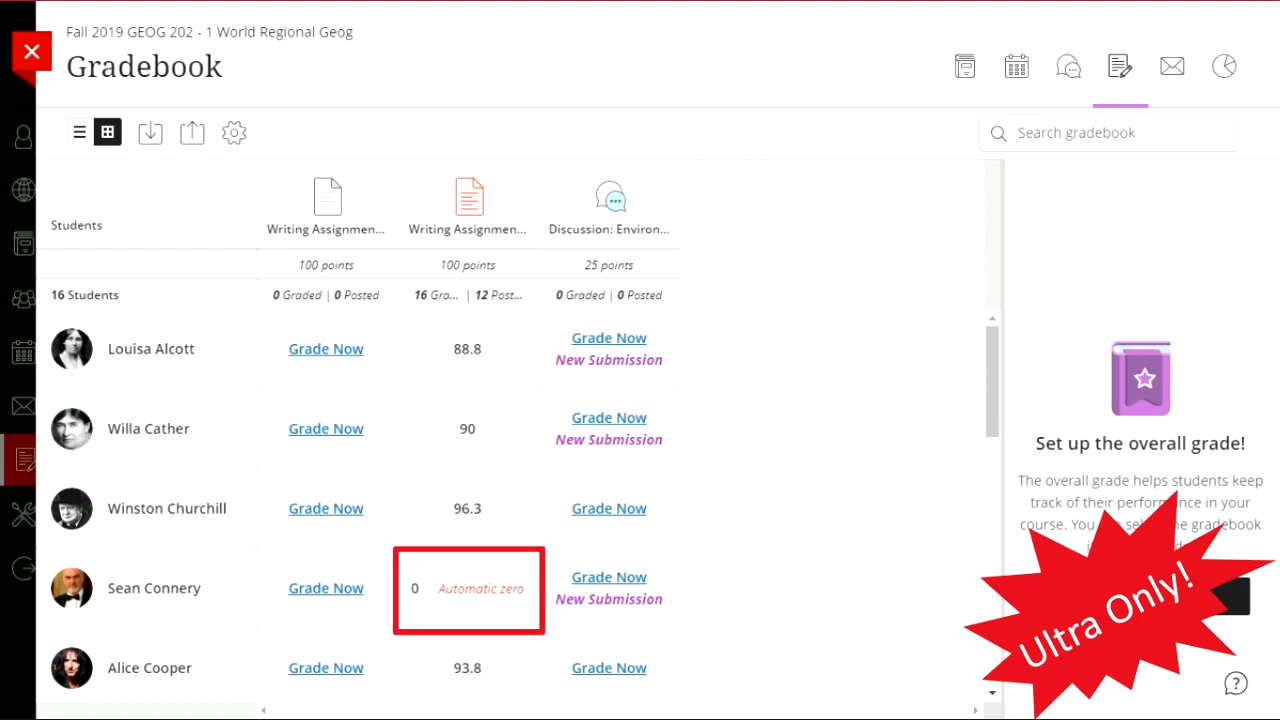 Fall 2019 GEOG 202 - 1 World Regional Geog
Gradebook
Search gradebook
Students
Writing Assignmen...
Writing Assignmen...
Discussion: Environ...
100 points
100 points
25 points
16 Students
0 Graded | 0 Posted
16 Gra... | 12 Post...
0 Graded | 0 Posted
Louisa Alcott
Grade Now
88.8
Grade Now
New Submission
Willa Cather
Grade Now
90
Grade Now
New Submission
Winston Churchill
Grade Now
96.3
Grade Now
Sean Connery
Grade Now
0 Automatic zero
Grade Now
New Submission
Alice Cooper
Grade Now
93.8
Grade Now
Set up the overall grade!
The overall grade helps students keep
track of their performance in your
course. You gradebook
Ultra Only!